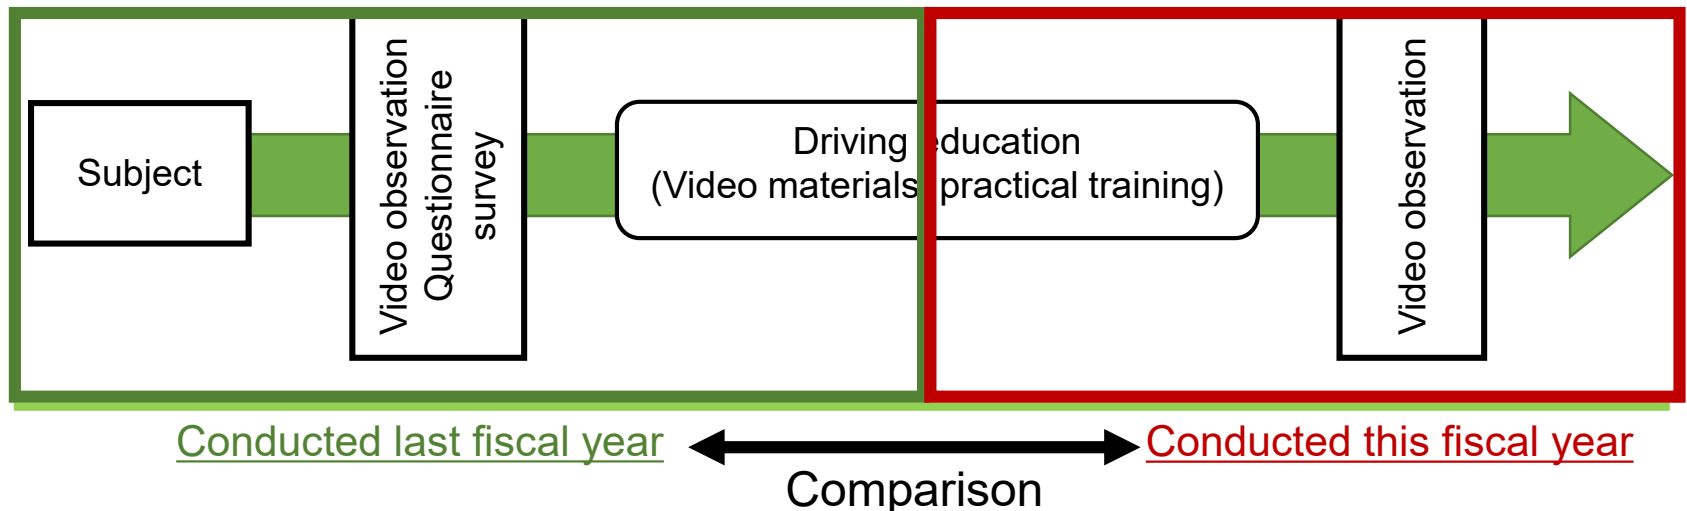 Subject
Video observation
Questionnaire
survey
Driving education
(Video materials, practical training)
Video observation
Conducted last fiscal year
Conducted this fiscal year
Comparison